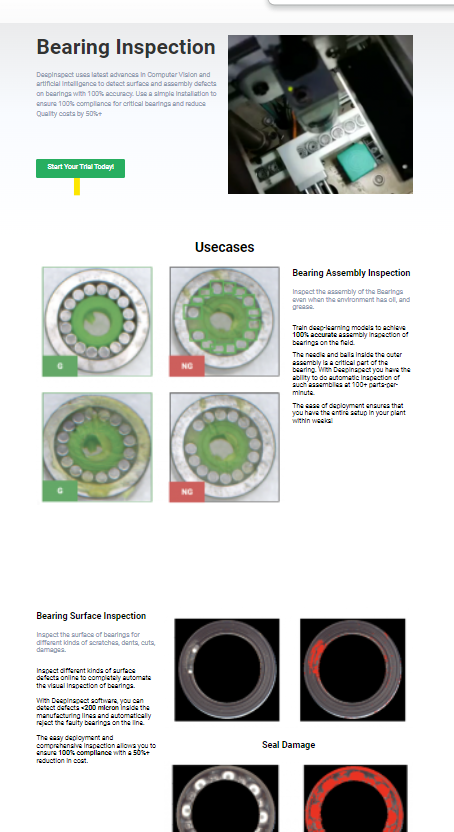 Bearing Inspection
DeepInspect uses latest advances in Computer Vision and
artificial intelligence to detect surface and assembly defects
on bearings with 100% accuracy. Use a simple installation to
ensure 100% compliance for critical bearings and reduce
Quality costs by 50%+
Start Your Trial Today!
Usecases
G
NG
G
NG
Bearing Assembly Inspection
Inspect the assembly of the Bearings
even when the environment has oil, and
grease.
Train deep-learning models to achieve
100% accurate assembly inspection of
bearings on the field.
The needle and balls inside the outer
assembly is a critical part of the
bearing. With DeepInspect you have the
ability to do automatic inspection of
such assemblies at 100+ parts-per-
minute.
The ease of deployment ensures that
you have the entire setup in your plant
within weeks!
Bearing Surface Inspection
Inspect the surface of bearings for
different kinds of scratches, dents, cuts,
damages.
Inspect different kinds of surface
defects online to completely automate
the visual inspection of bearings.
With DeepInspect software, you can
detect defects <200 micron inside the
manufacturing lines and automatically
reject the faulty bearings on the line.
The easy deployment and
comprehensive inspection allows you to
ensure 100% compliance with a 50%+
reduction in cost.
Seal Damage